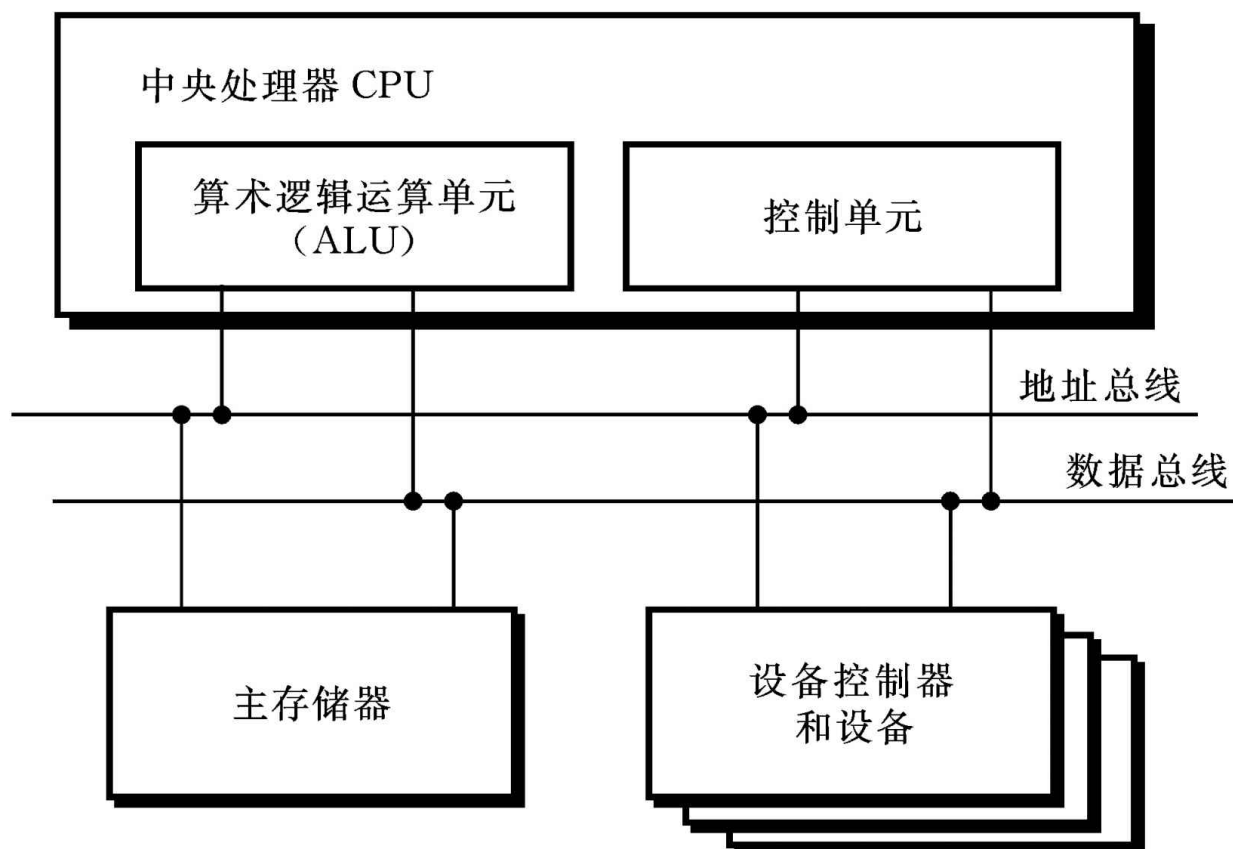 中央处理器 CPU
算术逻辑运算单元
（ALU）
控制单元
地址总线
数据总线
主存储器
设备控制器
和设备